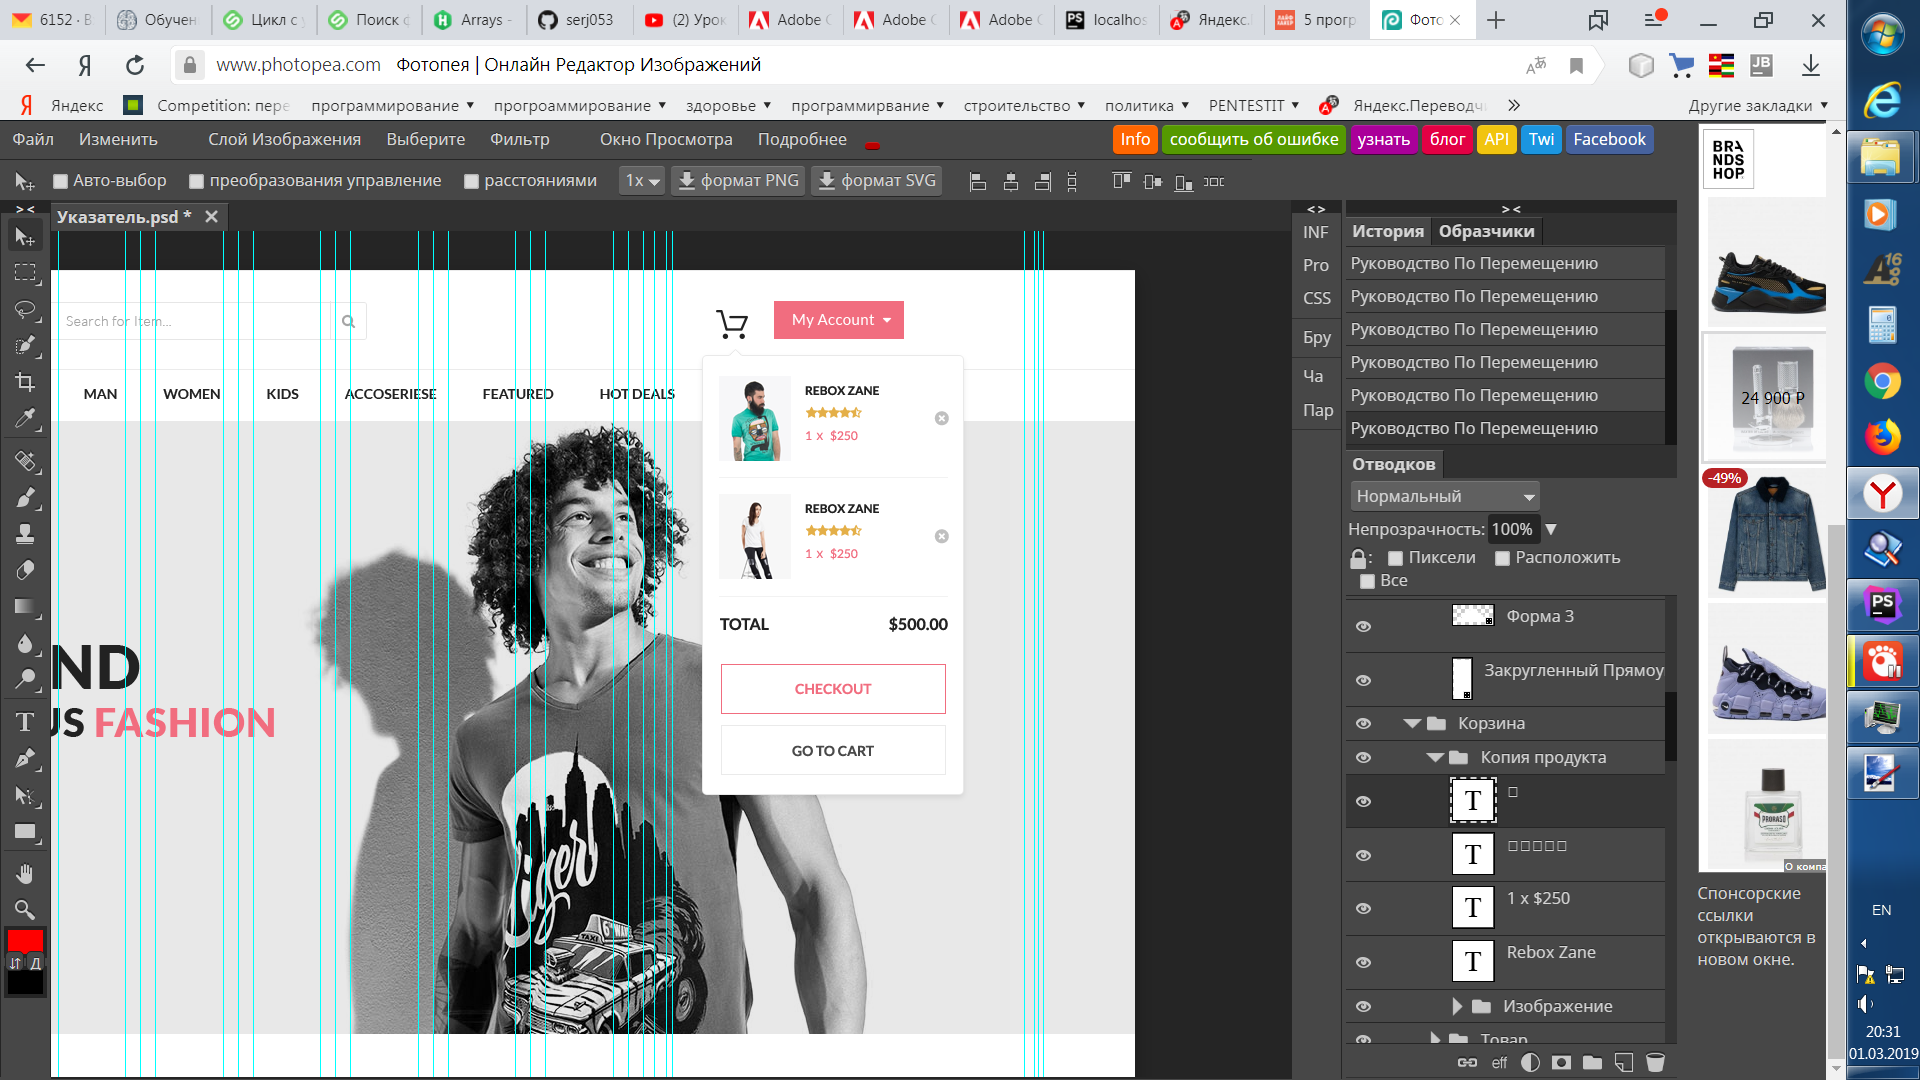 6152 · В
Обучен
Цикл с
Поиск
Arrays -
serj053
(2) Урок
Adobe C
Adobe C
Adobe C
localhos
Яндекс.
5 прогр
Фото
www.photopea.com Фотопея | Онлайн Редактор Изображений
Яндекс
Competition: пере
программирование
прогроаммирование
здоровье
программирвание
строительство
политика
PENTESTIT
Яндекс.Переводч
Другие закладки
Файл Изменить Слой Изображения Выберите Фильтр Окно Просмотра Подробнее
Info сообщить об ошибке узнать блог API Twi Facebook
Авто-выбор преобразования управление расстояниями 1x формат PNG формат SVG
Указатель.psd *
Search for Item...
My Account
MAN WOMEN KIDS ACCOSERIESE FEATURED HOT DEALS
REBOX ZANE
1 x $250
REBOX ZANE
1 x $250
TOTAL $500.00
CHECKOUT
GO TO CART
ND
US FASHION
Liger
TAXI
INF
Pro
CSS
Бру
Ча
Пар
История Образчики
Руководство По Перемещению
Руководство По Перемещению
Руководство По Перемещению
Руководство По Перемещению
Руководство По Перемещению
Руководство По Перемещению
Отводков
Нормальный
Непрозрачность: 100%
Пиксели Расположить
Все
Форма 3
Закругленный Прямоу
Корзина
Копия продукта
1 x $250
Rebox Zane
Изображение
Товар
eff
BRA
NDS
HOP
24 900 Р
-49%
PRORASO
О компа
Спонсорские
ссылки
открываются в
новом окне.
EN
20:31
01.03.2019